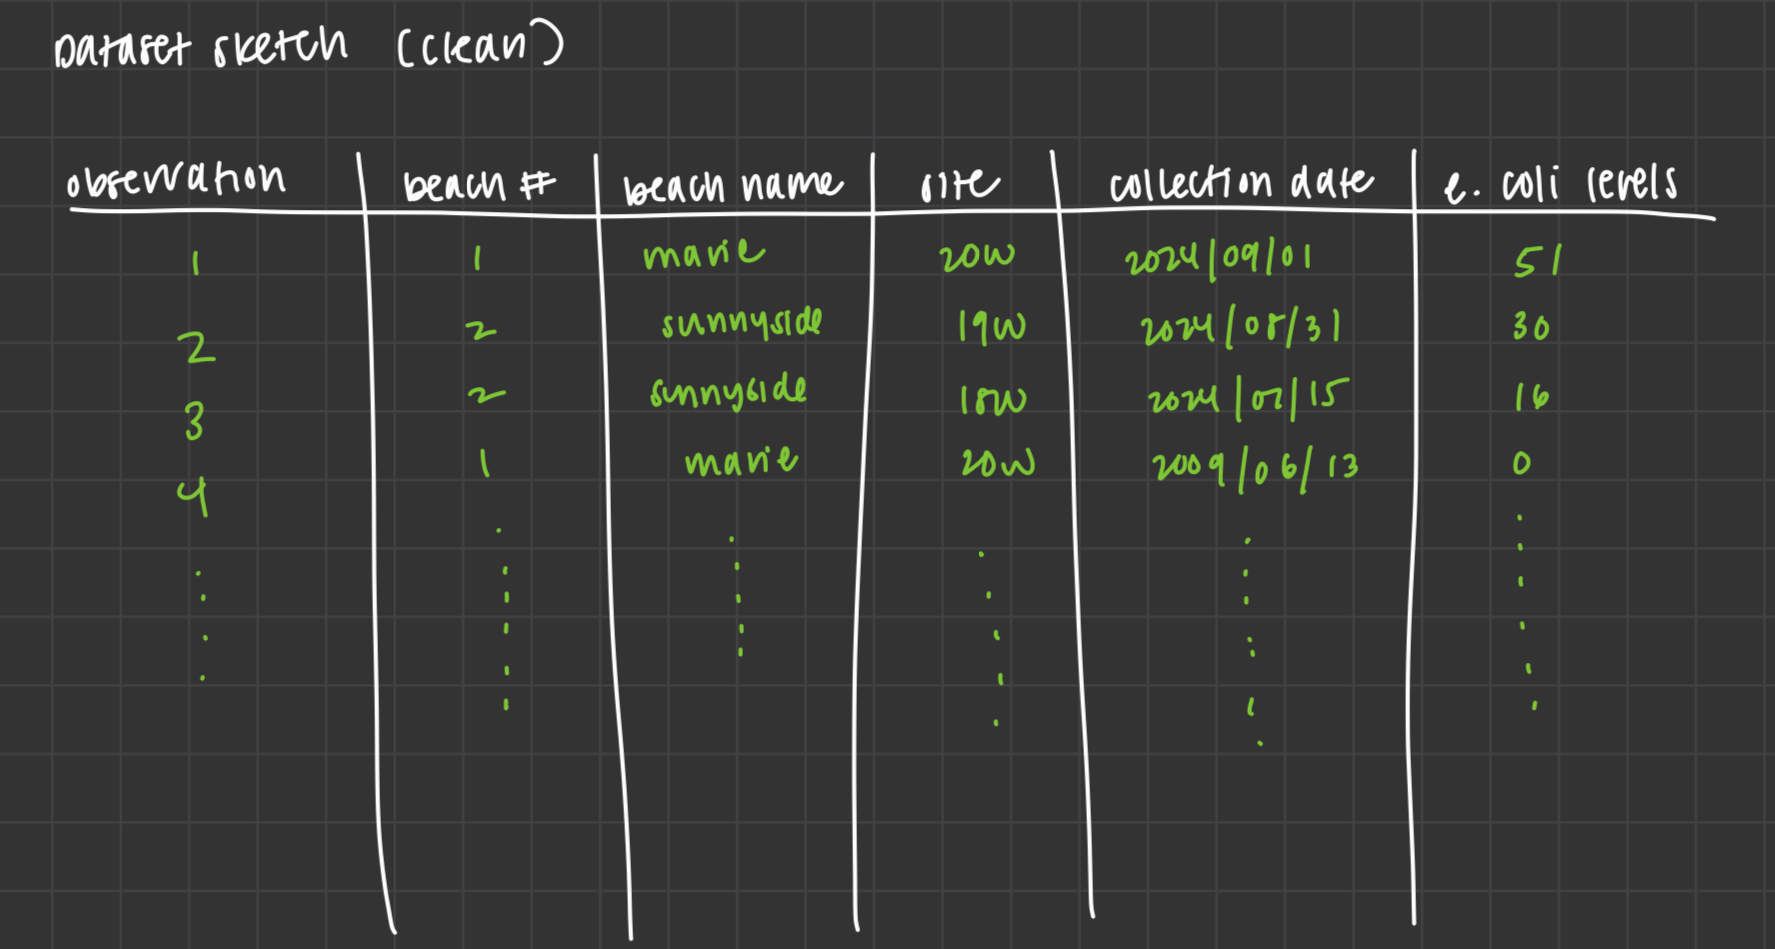 Dataset sketch (clean)
observation beach # beach name site collection date e. coli levels
1 1 marie 20W 2024/09/01 51
2 2 sunnyside 19W 2024/08/31 30
3 2 sunnyside 18W 2024/07/15 16
4 1 marie 20W 2009/06/13 0